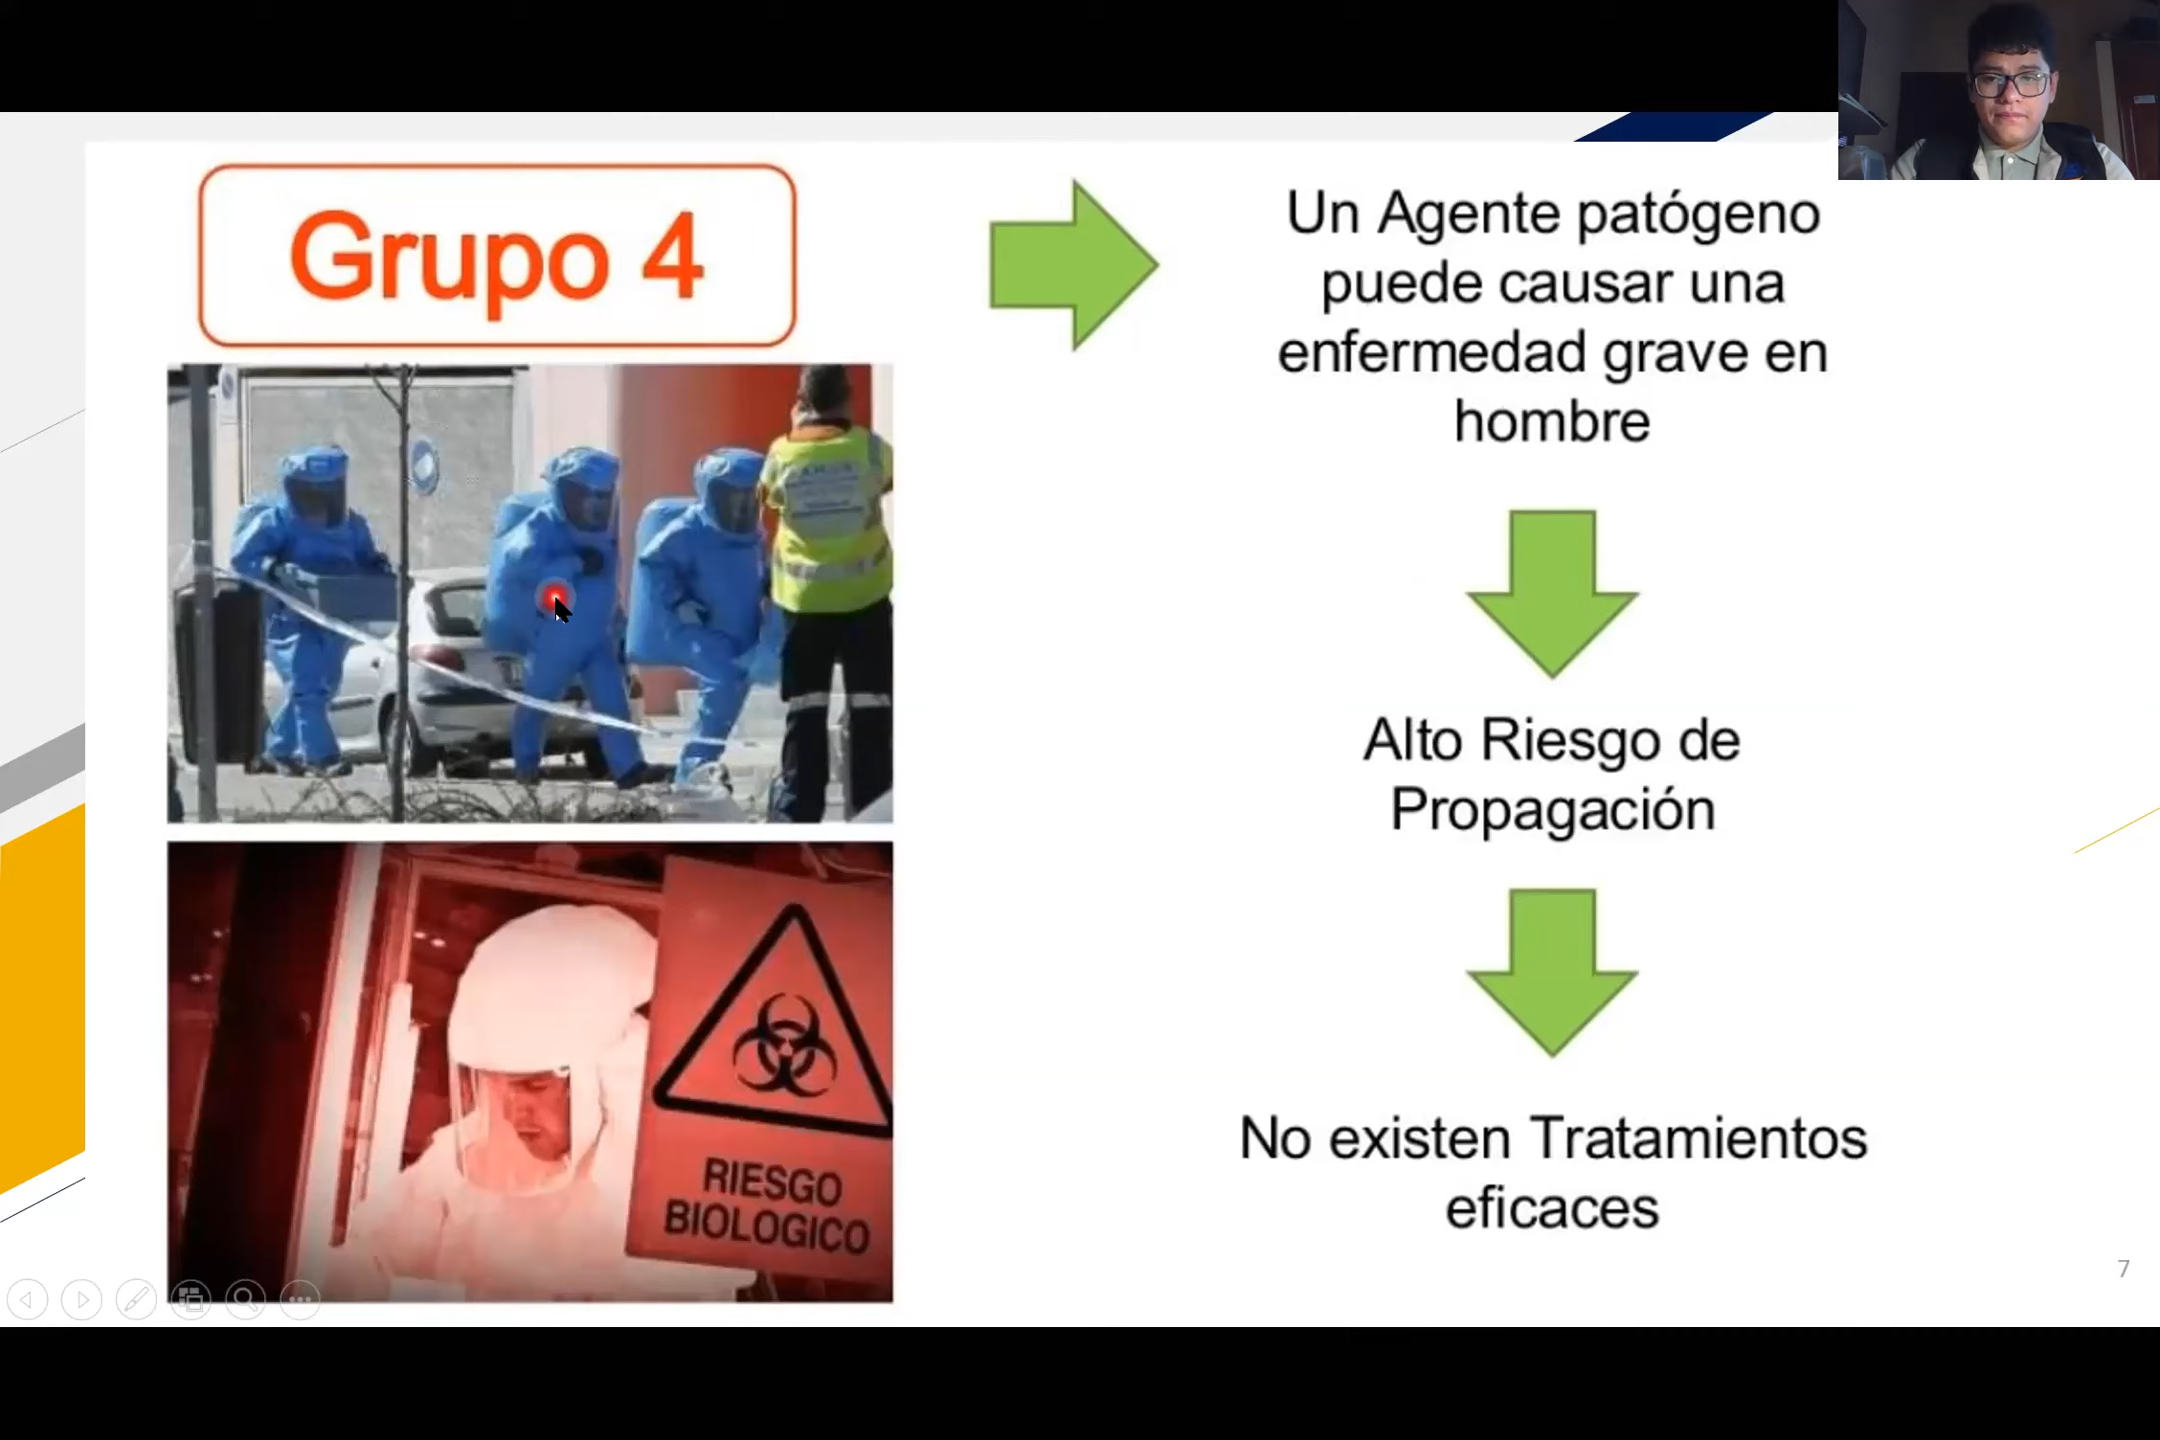 Grupo 4
Un Agente patógeno
puede causar una
enfermedad grave en
hombre
Alto Riesgo de
Propagación
No existen Tratamientos
eficaces
RIESGO
BIOLOGICO
7